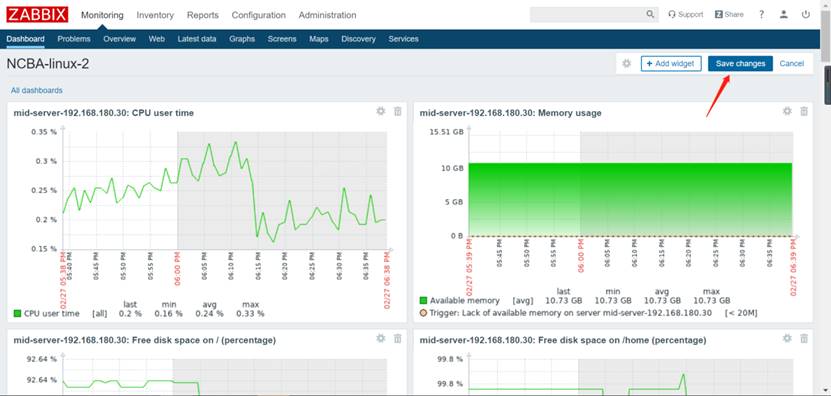 ZABBIX Monitoring Inventory Reports Configuration Administration Support Share ?
Dashboard Problems Overview Web Latest data Graphs Screens Maps Discovery Services
NCBA-linux-2 + Add widget Save changes Cancel
All dashboards
mid-server-192.168.180.30: CPU user time
0.35 %
0.3 %
0.25 %
0.2 %
0.15 %
02/27 05:38 PM
05:40 PM
05:45 PM
05:50 PM
05:55 PM
06:00 PM
06:05 PM
06:10 PM
06:15 PM
06:20 PM
06:25 PM
06:30 PM
06:35 PM
02/27 06:38 PM
last min avg max
CPU user time [all] 0.2 % 0.16 % 0.24 % 0.33 %
mid-server-192.168.180.30: Memory usage
15.51 GB
10 GB
5 GB
0 B
02/27 05:39 PM
05:45 PM
05:50 PM
05:55 PM
06:00 PM
06:05 PM
06:10 PM
06:15 PM
06:20 PM
06:25 PM
06:30 PM
06:35 PM
02/27 06:39 PM
last min avg max
Available memory [avg] 10.73 GB 10.73 GB 10.73 GB 10.73 GB
Trigger: Lack of available memory on server mid-server-192.168.180.30 [< 20M]
mid-server-192.168.180.30: Free disk space on / (percentage)
92.64 %
92.64 %
mid-server-192.168.180.30: Free disk space on /home (percentage)
99.8 %
99.8 %